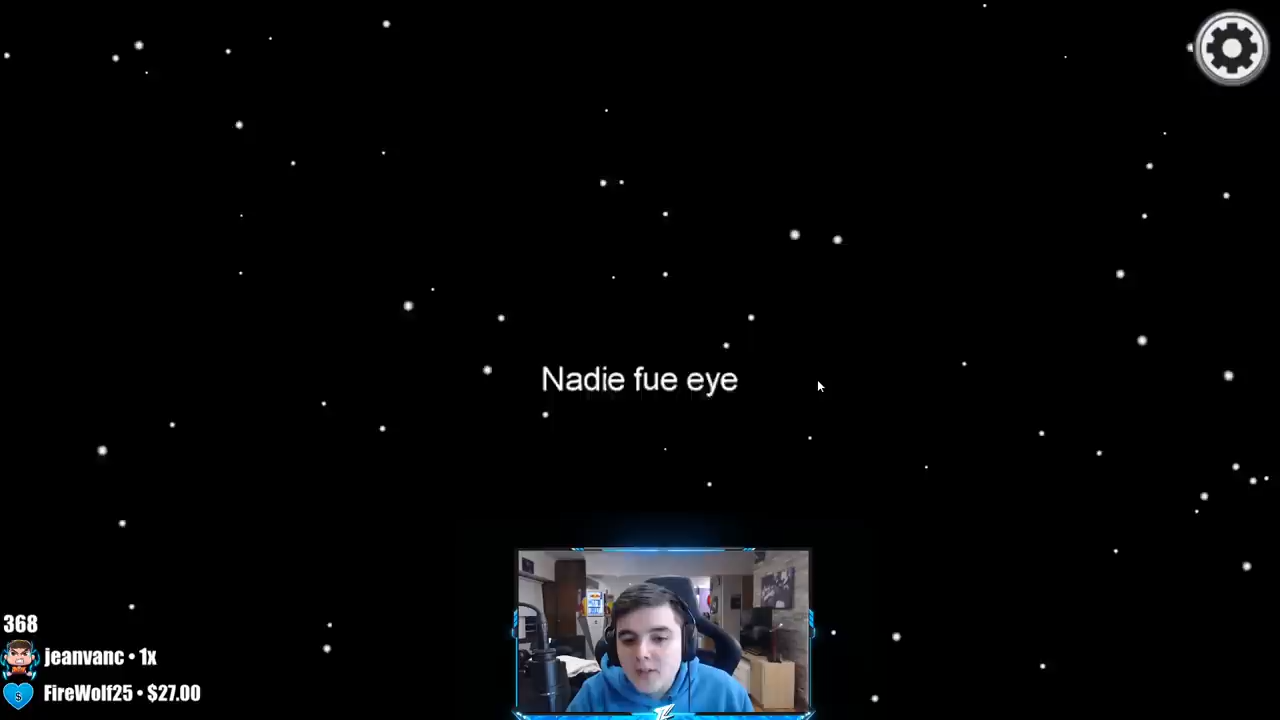 Nadie fue eye
368
jeanvanc • 1x
FireWolf25 • $27.00